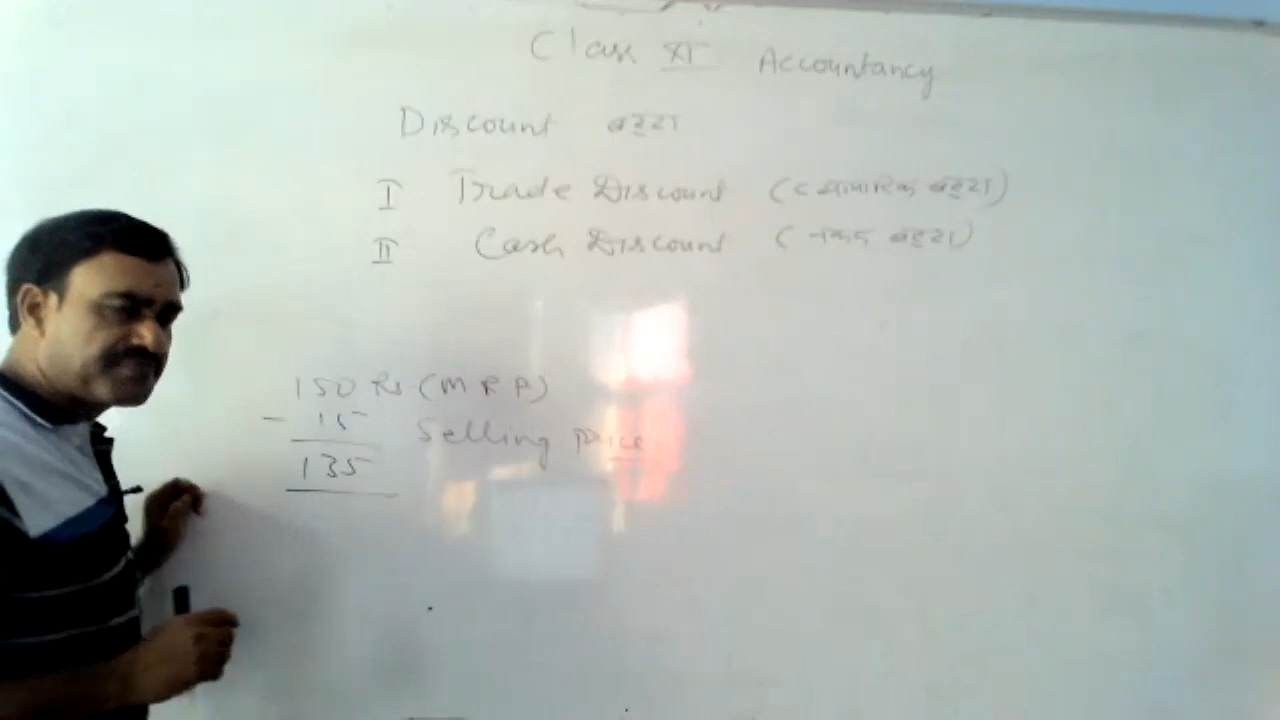 Class XI Accountancy
Discount बट्टा
I Trade Discount (व्यापारिक बट्टा)
II Cash Discount (नकद बट्टा)
150 Rs (MRP)
- 15 Selling price
135